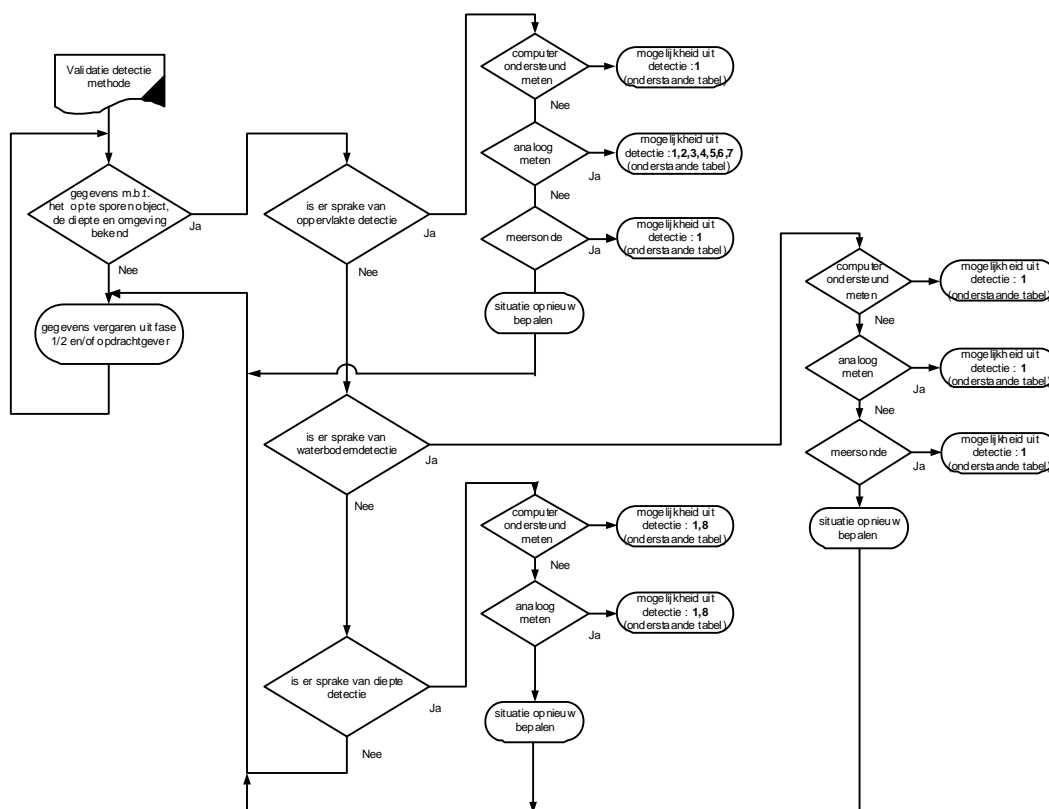 Validatie detectie
methode
gegevens m.b.t.
het op te sporen object,
de diepte en omgeving
bekend
Ja
Nee
gegevens vergaren uit fase
1/2 en/of opdrachtgever
is er sprake van
oppervlakte detectie
Ja
Nee
computer
ondersteund
meten
Nee
mogelijkheid uit
detectie : 1
(onderstaande tabel)
analoog
meten
Ja
Nee
mogelijkheid uit
detectie : 1,2,3,4,5,6,7
(onderstaande tabel)
meersonde
Ja
mogelijkheid uit
detectie : 1
(onderstaande tabel)
situatie opnieuw
bepalen
is er sprake van
waterbodemdetectie
Ja
Nee
computer
ondersteund
meten
Nee
mogelijkheid uit
detectie : 1
(onderstaande tabel)
analoog
meten
Ja
Nee
mogelijkheid uit
detectie : 1
(onderstaande tabel)
meersonde
Ja
mogelijkheid uit
detectie : 1
(onderstaande tabel)
situatie opnieuw
bepalen
is er sprake van diepte
detectie
Ja
Nee
computer
ondersteund
meten
Nee
mogelijkheid uit
detectie : 1,8
(onderstaande tabel)
analoog
meten
Ja
mogelijkheid uit
detectie : 1,8
(onderstaande tabel)
situatie opnieuw
bepalen